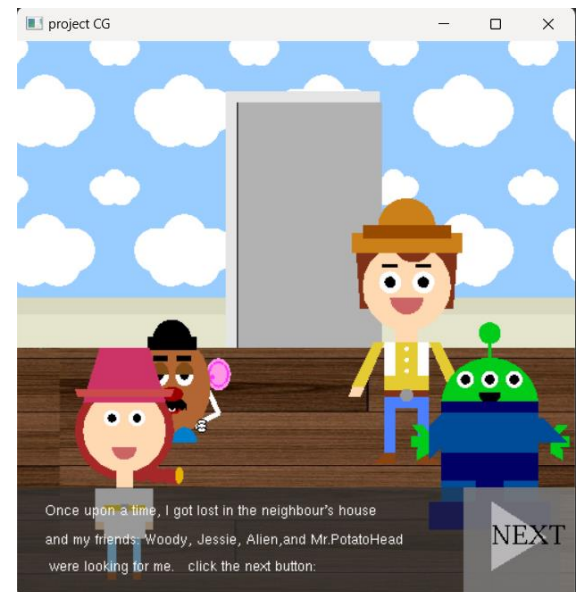 project CG
Once upon a time, I got lost in the neighbour's house
and my friends: Woody, Jessie, Alien,and Mr.PotatoHead
were looking for me. click the next button:
NEXT